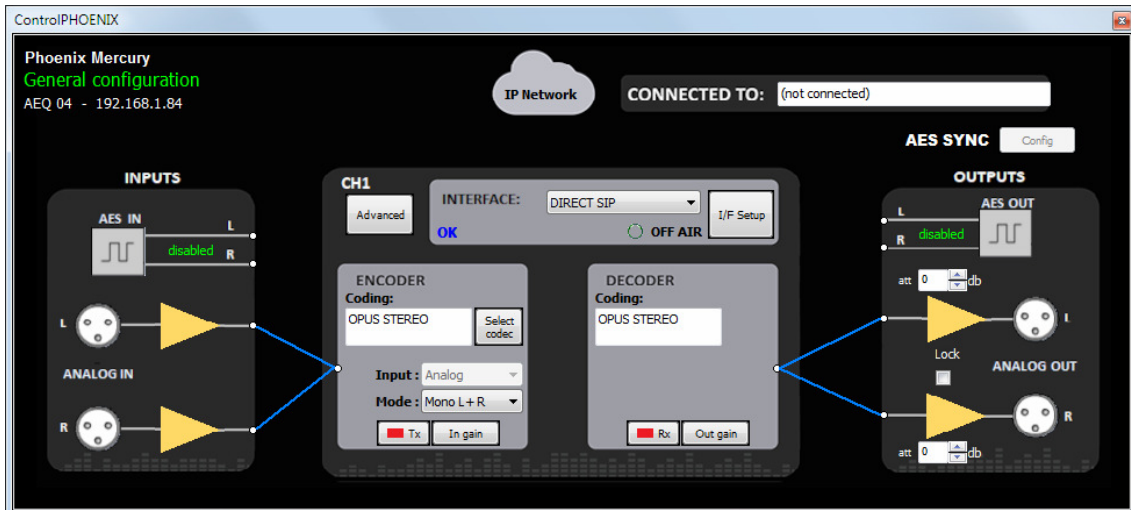 ControlPHOENIX
Phoenix Mercury
General configuration
AEQ 04 - 192.168.1.84
IP Network
CONNECTED TO: (not connected)
AES SYNC Config
INPUTS
AES IN
L
disabled R
L
ANALOG IN
R
CH1
Advanced
INTERFACE: DIRECT SIP
I/F Setup
OK OFF AIR
ENCODER
Coding:
OPUS STEREO
Select
codec
Input : Analog
Mode : Mono L + R
Tx In gain
DECODER
Coding:
OPUS STEREO
Rx Out gain
OUTPUTS
AES OUT
L
R disabled
att 0 db
L
Lock
ANALOG OUT
R
att 0 db